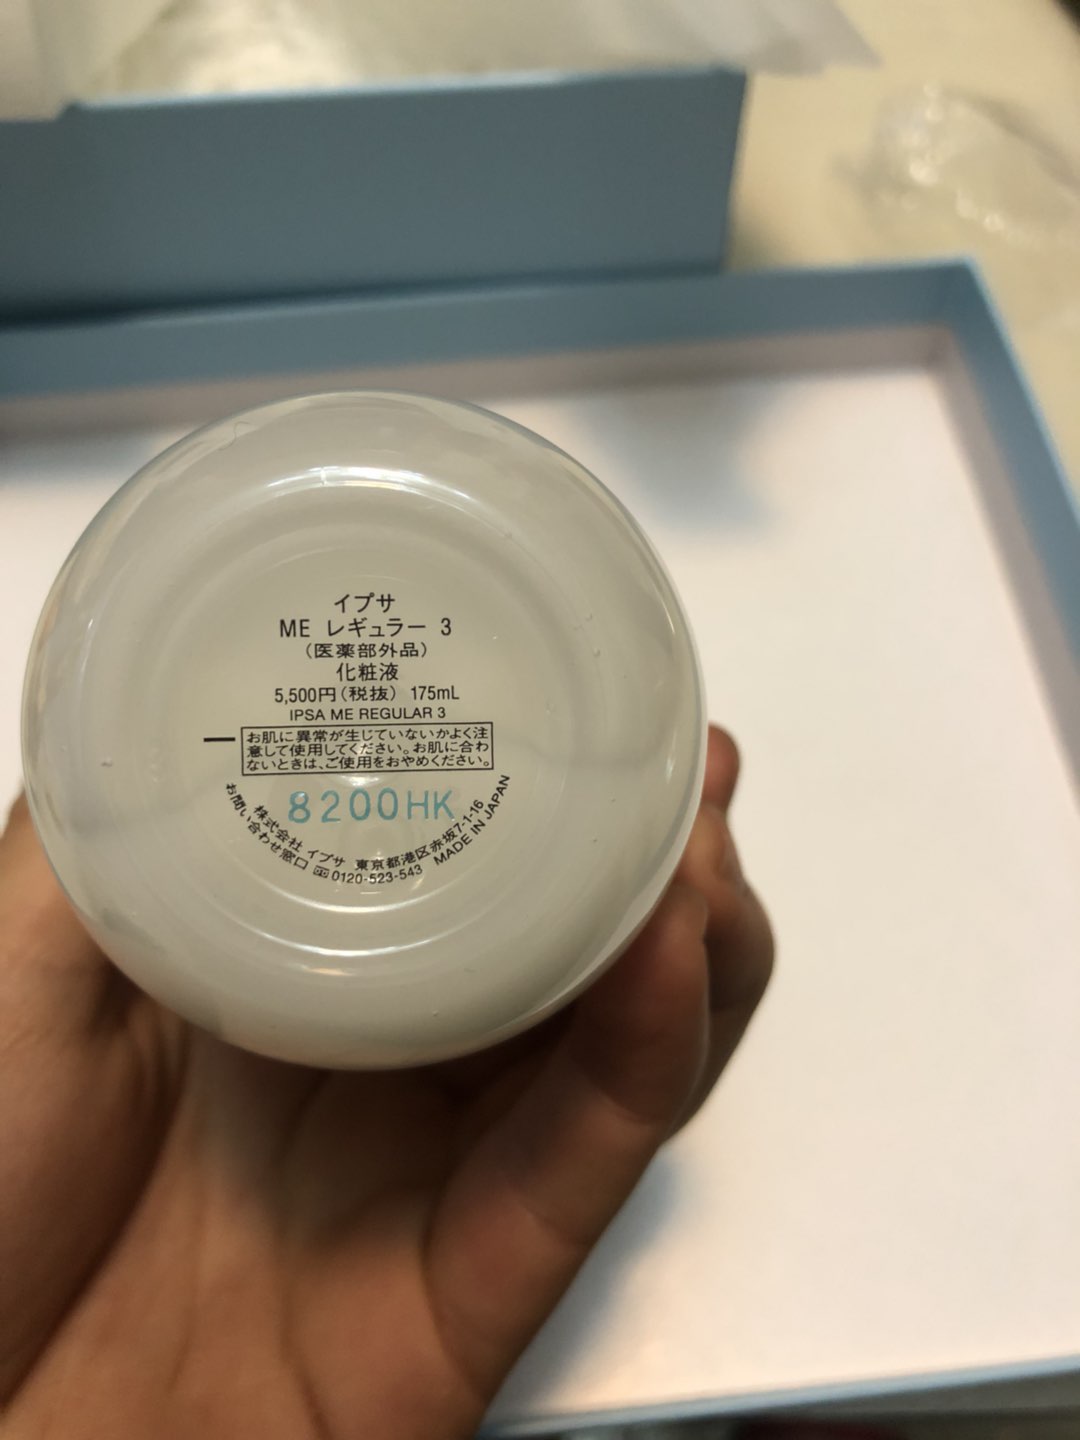 イプサ
ME レギュラー 3
（医薬部外品）
化粧液
5,500円（税抜） 175mL
IPSA ME REGULAR 3
お肌に異常が生じていないかよく注
意して使用してください。お肌に合わ
ないときは、ご使用をおやめください。
8200HK
株式会社 イプサ 東京都港区赤坂7-1-16
お問い合わせ窓口 0120-523-543 MADE IN JAPAN